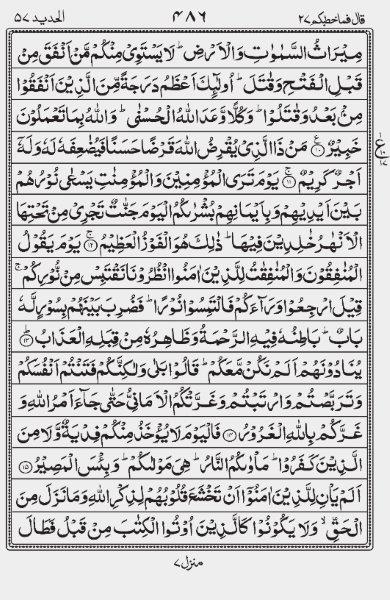 قال فما خطبكم ٢٧ ٤٨٦ الحديد ٥٧
مِيْرَاثُ السَّمٰوٰتِ وَالْاَرْضِ ؕ لَا يَسْتَوِيْ مِنْكُمْ مَّنْ اَنْفَقَ مِنْ
قَبْلِ الْفَتْحِ وَقٰتَلَ ؕ اُولٰٓئِكَ اَعْظَمُ دَرَجَةً مِّنَ الَّذِيْنَ اَنْفَقُوْا
مِنْۢ بَعْدُ وَقٰتَلُوْا ؕ وَكُلًّا وَّعَدَ اللّٰهُ الْحُسْنٰى ؕ وَاللّٰهُ بِمَا تَعْمَلُوْنَ
خَبِيْرٌ ۝١٠ مَنْ ذَا الَّذِيْ يُقْرِضُ اللّٰهَ قَرْضًا حَسَنًا فَيُضٰعِفَهٗ لَهٗ وَلَهٗٓ
اَجْرٌ كَرِيْمٌ ۝١١ يَوْمَ تَرَى الْمُؤْمِنِيْنَ وَالْمُؤْمِنٰتِ يَسْعٰى نُوْرُهُمْ
بَيْنَ اَيْدِيْهِمْ وَبِاَيْمَانِهِمْ بُشْرٰىكُمُ الْيَوْمَ جَنّٰتٌ تَجْرِيْ مِنْ تَحْتِهَا
الْاَنْهٰرُ خٰلِدِيْنَ فِيْهَا ؕ ذٰلِكَ هُوَ الْفَوْزُ الْعَظِيْمُ ۝١٢ يَوْمَ يَقُوْلُ
الْمُنٰفِقُوْنَ وَالْمُنٰفِقٰتُ لِلَّذِيْنَ اٰمَنُوا انْظُرُوْنَا نَقْتَبِسْ مِنْ نُّوْرِكُمْ ۚ
قِيْلَ ارْجِعُوْا وَرَآءَكُمْ فَالْتَمِسُوْا نُوْرًا ؕ فَضُرِبَ بَيْنَهُمْ بِسُوْرٍ لَّهٗ
بَابٌ ؕ بَاطِنُهٗ فِيْهِ الرَّحْمَةُ وَظَاهِرُهٗ مِنْ قِبَلِهِ الْعَذَابُ ۝١٣
يُنَادُوْنَهُمْ اَلَمْ نَكُنْ مَّعَكُمْ ؕ قَالُوْا بَلٰى وَلٰكِنَّكُمْ فَتَنْتُمْ اَنْفُسَكُمْ
وَتَرَبَّصْتُمْ وَارْتَبْتُمْ وَغَرَّتْكُمُ الْاَمَانِيُّ حَتّٰى جَآءَ اَمْرُ اللّٰهِ وَ
غَرَّكُمْ بِاللّٰهِ الْغَرُوْرُ ۝١٤ فَالْيَوْمَ لَا يُؤْخَذُ مِنْكُمْ فِدْيَةٌ وَّلَا مِنَ
الَّذِيْنَ كَفَرُوْا ؕ مَاْوٰىكُمُ النَّارُ ؕ هِيَ مَوْلٰىكُمْ ؕ وَبِئْسَ الْمَصِيْرُ ۝١٥
اَلَمْ يَاْنِ لِلَّذِيْنَ اٰمَنُوْٓا اَنْ تَخْشَعَ قُلُوْبُهُمْ لِذِكْرِ اللّٰهِ وَمَا نَزَلَ مِنَ
الْحَقِّ ۙ وَلَا يَكُوْنُوْا كَالَّذِيْنَ اُوْتُوا الْكِتٰبَ مِنْ قَبْلُ فَطَالَ
منزل ٧